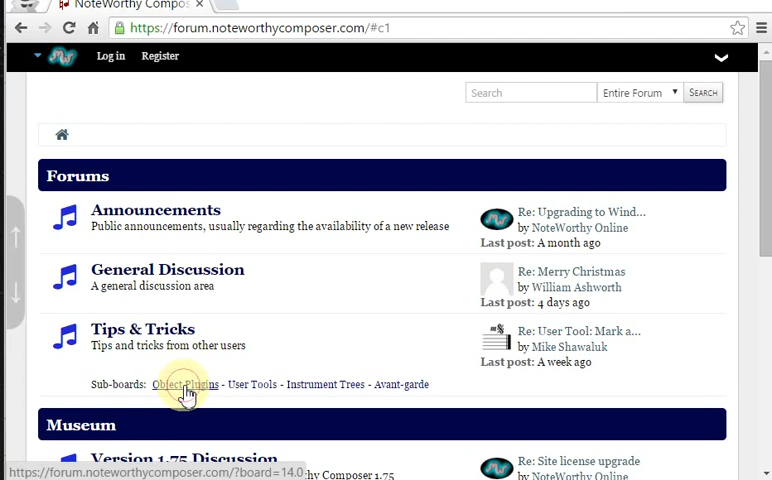 NoteWorthy Compos ×
https://forum.noteworthycomposer.com/#c1
Log in Register
Search Entire Forum ▼ SEARCH
Forums
Announcements
Public announcements, usually regarding the availability of a new release
Re: Upgrading to Wind...
by NoteWorthy Online
Last post: A month ago
General Discussion
A general discussion area
Re: Merry Christmas
by William Ashworth
Last post: 4 days ago
Tips & Tricks
Tips and tricks from other users
Re: User Tool: Mark a...
by Mike Shawaluk
Last post: A week ago
Sub-boards: Object Plugins - User Tools - Instrument Trees - Avant-garde
Museum
Version 1.75 Discussion
Re: Site license upgrade
https://forum.noteworthycomposer.com/?board=14.0
thy Composer 1.75
by NoteWorthy Online